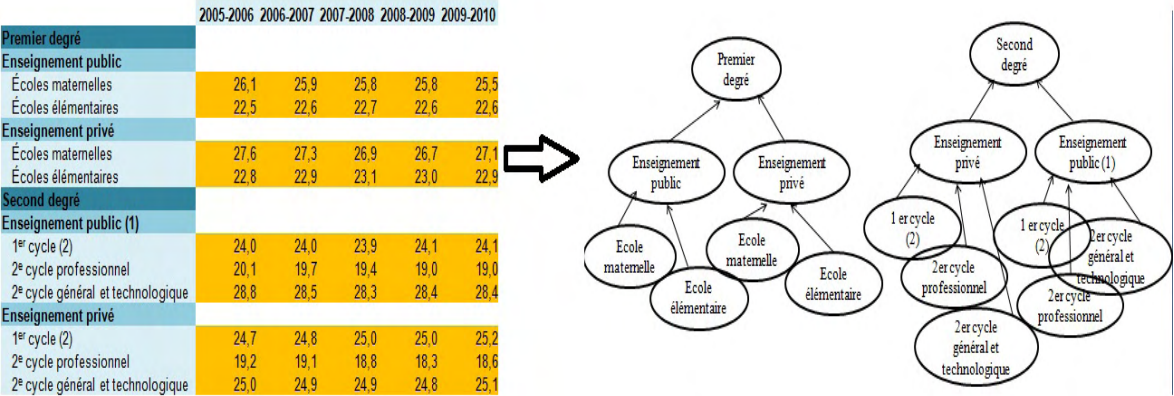 2005-2006 2006-2007 2007-2008 2008-2009 2009-2010
Premier degré
Enseignement public
Écoles maternelles 26,1 25,9 25,8 25,8 25,5
Écoles élémentaires 22,5 22,6 22,7 22,6 22,6
Enseignement privé
Écoles maternelles 27,6 27,3 26,9 26,7 27,1
Écoles élémentaires 22,8 22,9 23,1 23,0 22,9
Second degré
Enseignement public (1)
1er cycle (2) 24,0 24,0 23,9 24,1 24,1
2e cycle professionnel 20,1 19,7 19,4 19,0 19,0
2e cycle général et technologique 28,8 28,5 28,3 28,4 28,4
Enseignement privé
1er cycle (2) 24,7 24,8 25,0 25,0 25,2
2e cycle professionnel 19,2 19,1 18,8 18,3 18,6
2e cycle général et technologique 25,0 24,9 24,9 24,8 25,1
Premier
degré
Enseignement
public
Enseignement
privé
Ecole
maternelle
Ecole
élémentaire
Ecole
maternelle
Ecole
élémentaire
Second
degré
Enseignement
privé
Enseignement
public (1)
1 er cycle
(2)
2er cycle
professionnel
2er cycle
général et
technologique
1 er cycle
(2)
2er cycle
professionnel
2er cycle
général et
technologique